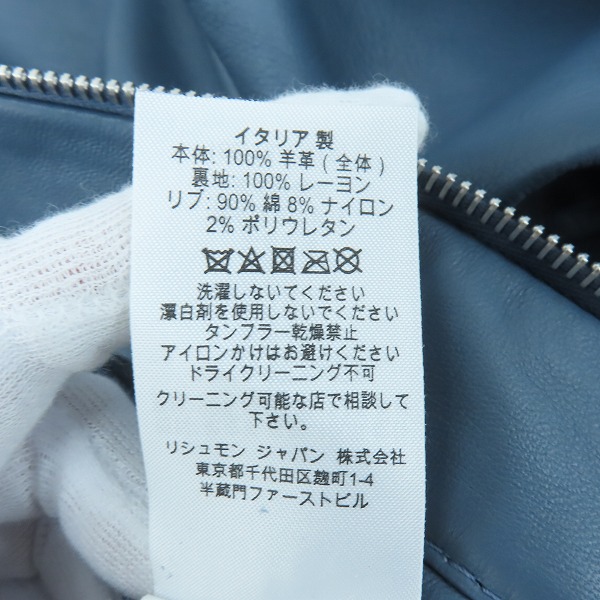 イタリア 製
本体: 100% 羊革 ( 全体 )
裏地: 100% レーヨン
リブ: 90% 綿 8% ナイロン
2% ポリウレタン
洗濯しないてください
漂白剤を使用しないでください
タンブラー乾燥禁止
アイロンかけはお避けください
ドライクリーニング不可
クリーニング可能な店で相談して
下さい。
リシュモン ジャパン 株式会社
東京都千代田区麹町1-4
半蔵門ファーストビル